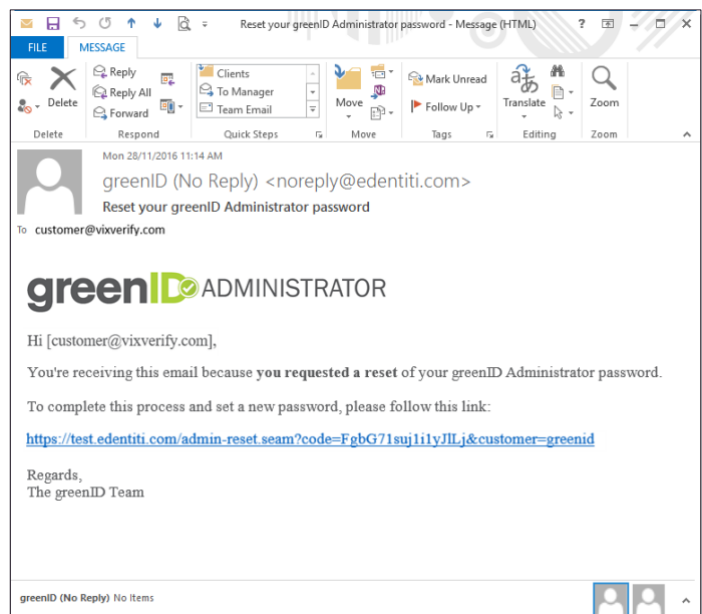 Reset your greenID Administrator password - Message (HTML)
FILE MESSAGE
Delete
Reply
Reply All
Forward
Clients
To Manager
Team Email
Move
Mark Unread
Follow Up
Translate
Zoom
Delete Respond Quick Steps Move Tags Editing Zoom
Mon 28/11/2016 11:14 AM
greenID (No Reply) <noreply@edentiti.com>
Reset your greenID Administrator password
To customer@vixverify.com
greenID ADMINISTRATOR
Hi [customer@vixverify.com],
You're receiving this email because you requested a reset of your greenID Administrator password.
To complete this process and set a new password, please follow this link:
https://test.edentiti.com/admin-reset.seam?code=FgbG71suj1i1yJlLj&customer=greenid
Regards,
The greenID Team
greenID (No Reply) No Items